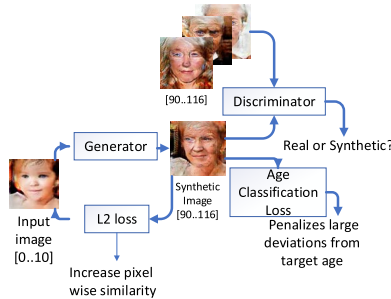 [90..116]
Discriminator
Generator
Real or Synthetic?
Synthetic
Image
[90..116]
Age
Classification
Loss
Input
image
[0..10]
L2 loss
Penalizes large
deviations from
target age
Increase pixel
wise similarity